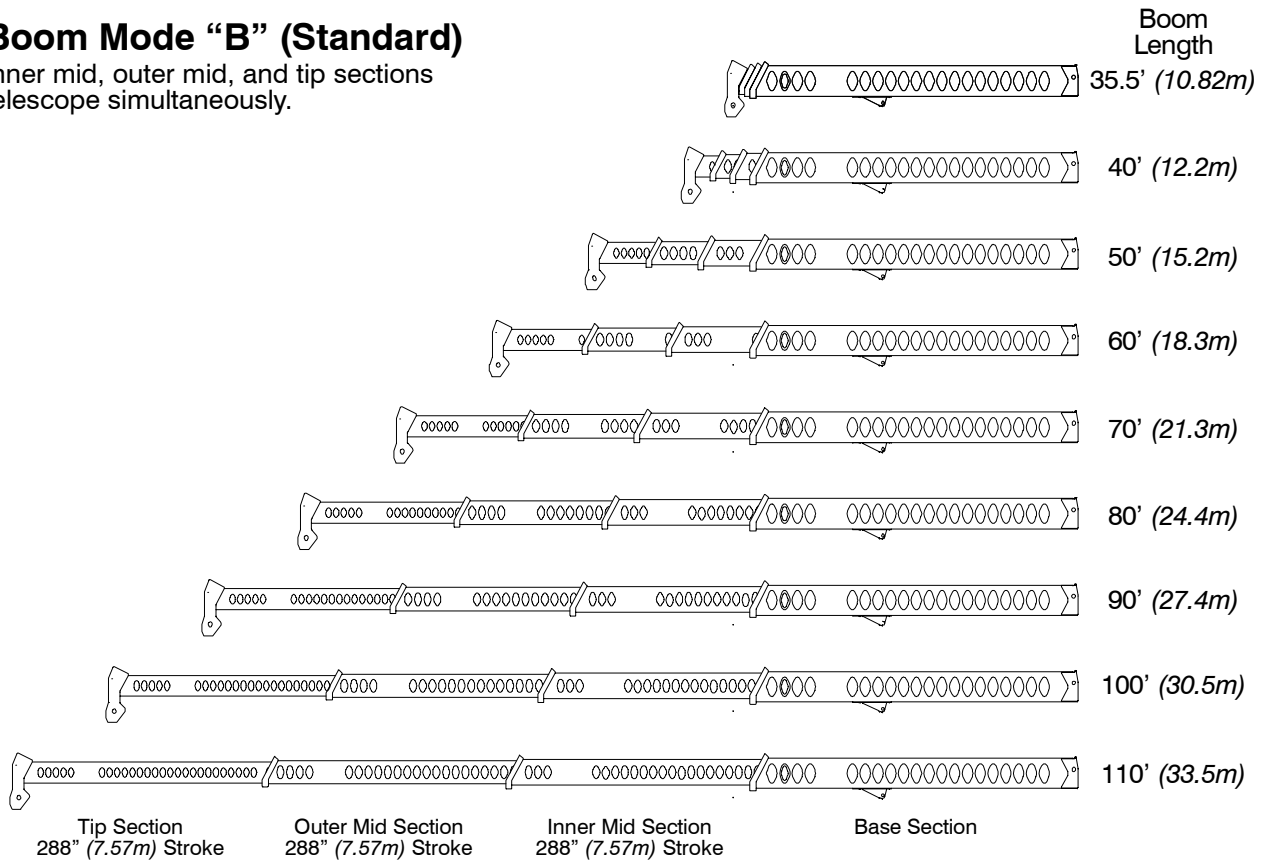 Boom Mode “B” (Standard)
nner mid, outer mid, and tip sections
elescope simultaneously.
Boom
Length
35.5’ (10.82m)
40’ (12.2m)
50’ (15.2m)
60’ (18.3m)
70’ (21.3m)
80’ (24.4m)
90’ (27.4m)
100’ (30.5m)
110’ (33.5m)
Tip Section
288” (7.57m) Stroke
Outer Mid Section
288” (7.57m) Stroke
Inner Mid Section
288” (7.57m) Stroke
Base Section